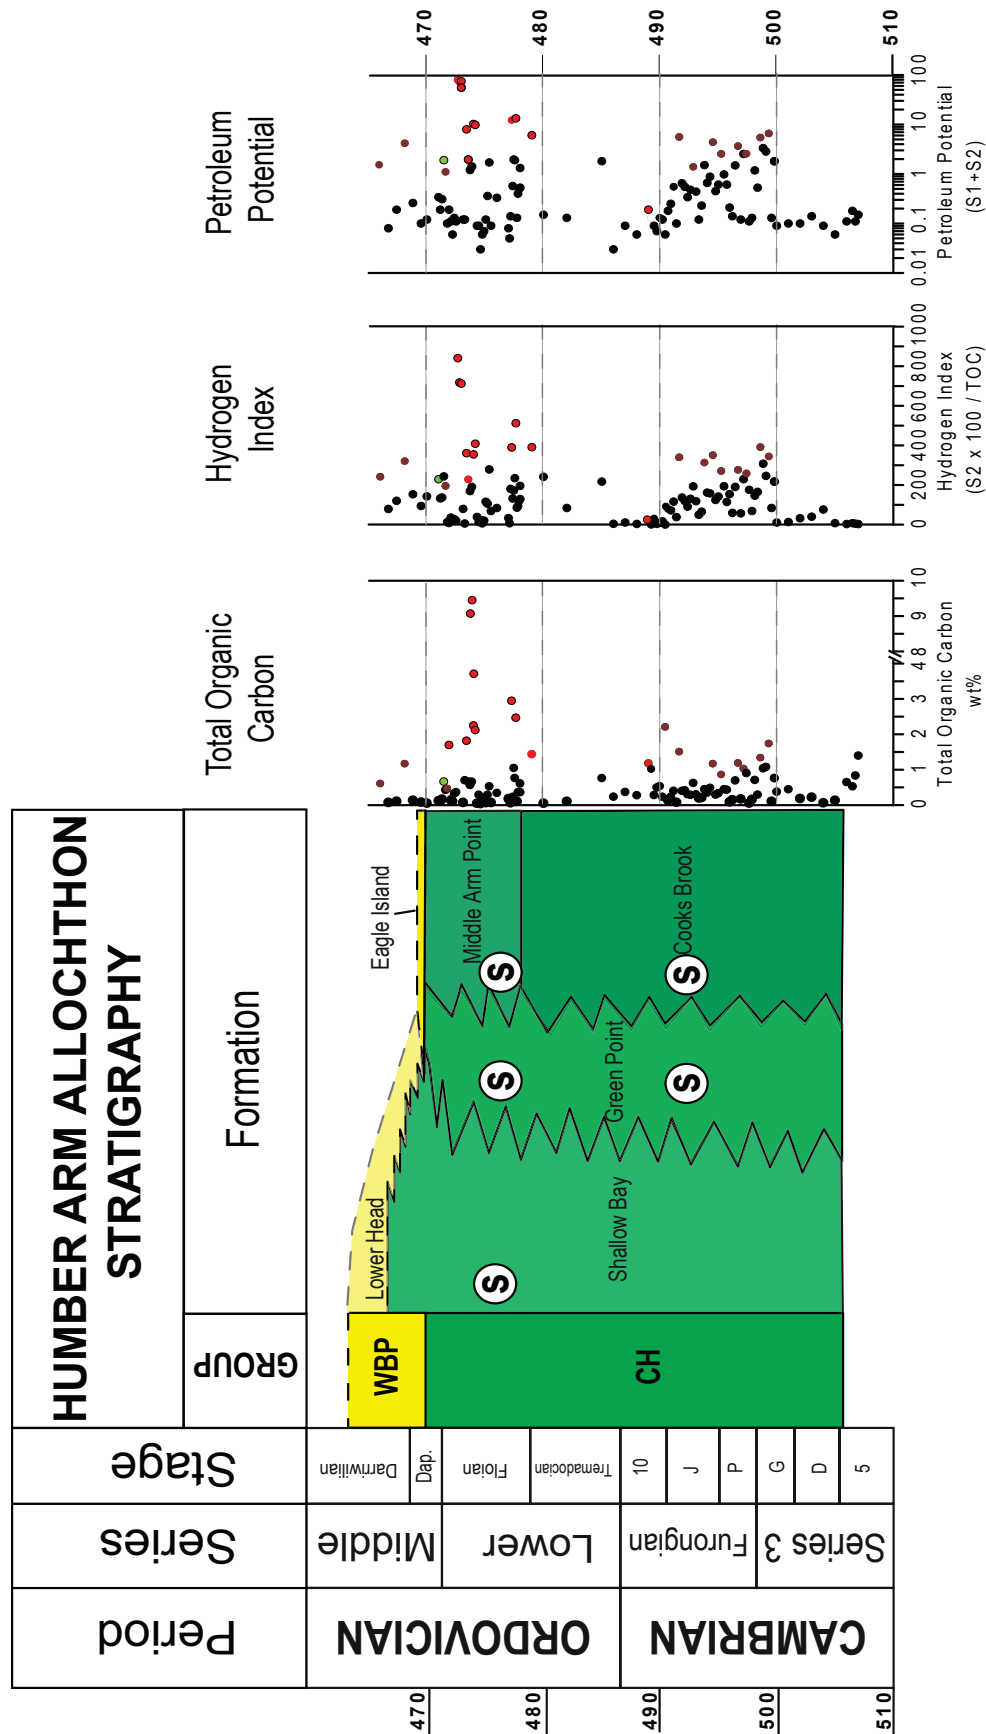 HUMBER ARM ALLOCHTHON
STRATIGRAPHY
Period
Series
Stage
GROUP
Formation
Total Organic
Carbon
Hydrogen
Index
Petroleum
Potential
ORDOVICIAN
CAMBRIAN
Middle
Lower
Furongian
Series 3
Darriwilian
Dap.
Floian
Tremadocian
10
J
P
G
D
5
WBP
CH
Lower Head
Eagle Island
Shallow Bay
Green Point
Middle Arm Point
Cooks Brook
S
S
S
S
S
470
480
490
500
510
0 1 2 3 4 8 9 10
Total Organic Carbon
wt%
0 200 400 600 800 1000
Hydrogen Index
(S2 x 100 / TOC)
0.01 0.1 1 10 100
Petroleum Potential
(S1+S2)
470
480
490
500
510